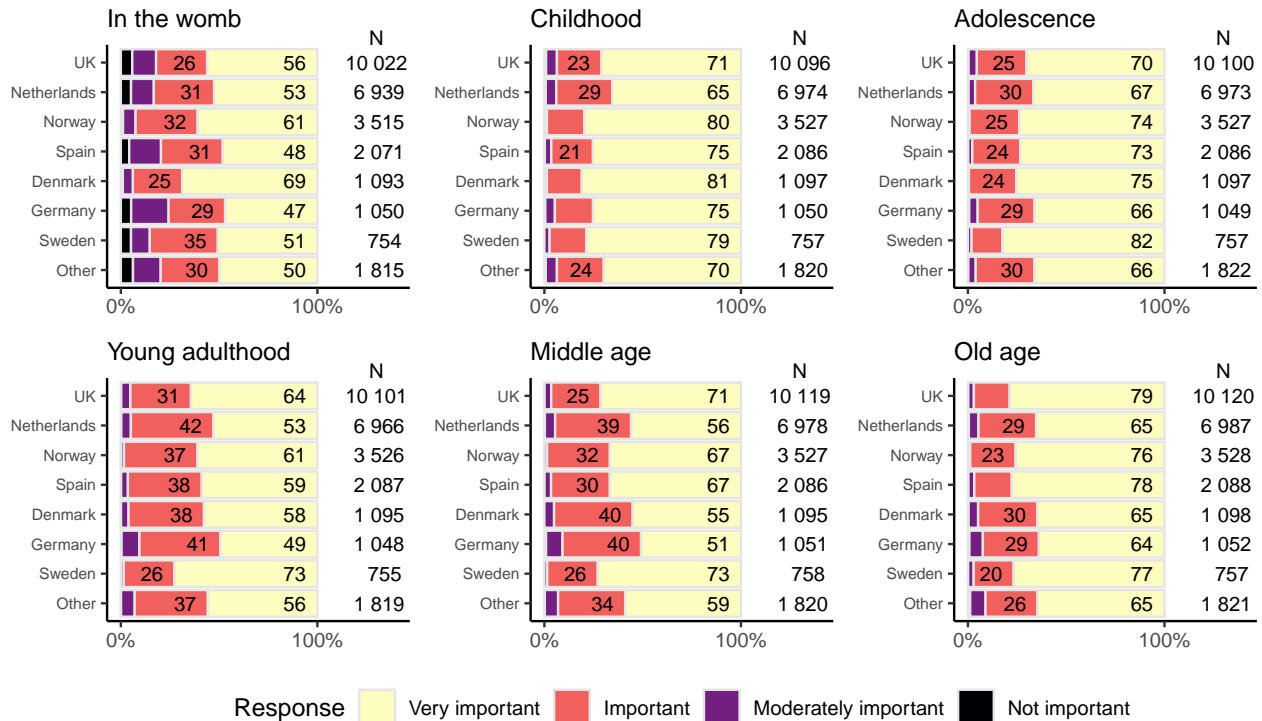 In the womb
N
UK 26 56 10 022
Netherlands 31 53 6 939
Norway 32 61 3 515
Spain 31 48 2 071
Denmark 25 69 1 093
Germany 29 47 1 050
Sweden 35 51 754
Other 30 50 1 815
0% 100%
Childhood
N
UK 23 71 10 096
Netherlands 29 65 6 974
Norway 80 3 527
Spain 21 75 2 086
Denmark 81 1 097
Germany 75 1 050
Sweden 79 757
Other 24 70 1 820
0% 100%
Adolescence
N
UK 25 70 10 100
Netherlands 30 67 6 973
Norway 25 74 3 527
Spain 24 73 2 086
Denmark 24 75 1 097
Germany 29 66 1 049
Sweden 82 757
Other 30 66 1 822
0% 100%
Young adulthood
N
UK 31 64 10 101
Netherlands 42 53 6 966
Norway 37 61 3 526
Spain 38 59 2 087
Denmark 38 58 1 095
Germany 41 49 1 048
Sweden 26 73 755
Other 37 56 1 819
0% 100%
Middle age
N
UK 25 71 10 119
Netherlands 39 56 6 978
Norway 32 67 3 527
Spain 30 67 2 086
Denmark 40 55 1 095
Germany 40 51 1 051
Sweden 26 73 758
Other 34 59 1 820
0% 100%
Old age
N
UK 79 10 120
Netherlands 29 65 6 987
Norway 23 76 3 528
Spain 78 2 088
Denmark 30 65 1 098
Germany 29 64 1 052
Sweden 20 77 757
Other 26 65 1 821
0% 100%
Response Very important Important Moderately important Not important